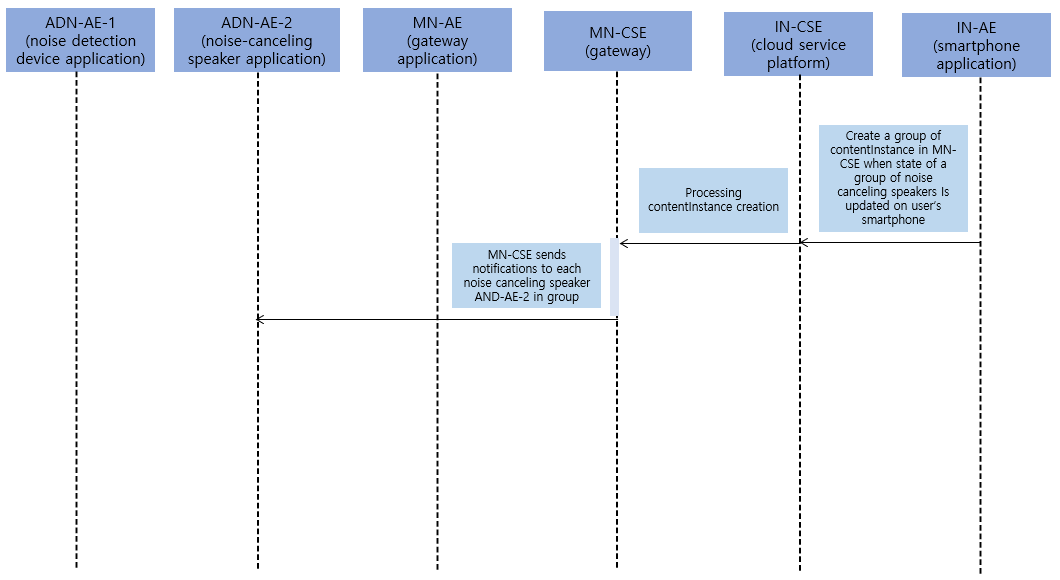 ADN-AE-1
(noise detection
device application)
ADN-AE-2
(noise-canceling
speaker application)
MN-AE
(gateway
application)
MN-CSE
(gateway)
IN-CSE
(cloud service
platform)
IN-AE
(smartphone
application)
Create a group of
contentInstance in MN-
CSE when state of a
group of noise
canceling speakers Is
updated on user's
smartphone
Processing
contentInstance creation
MN-CSE sends
notifications to each
noise canceling speaker
AND-AE-2 in group